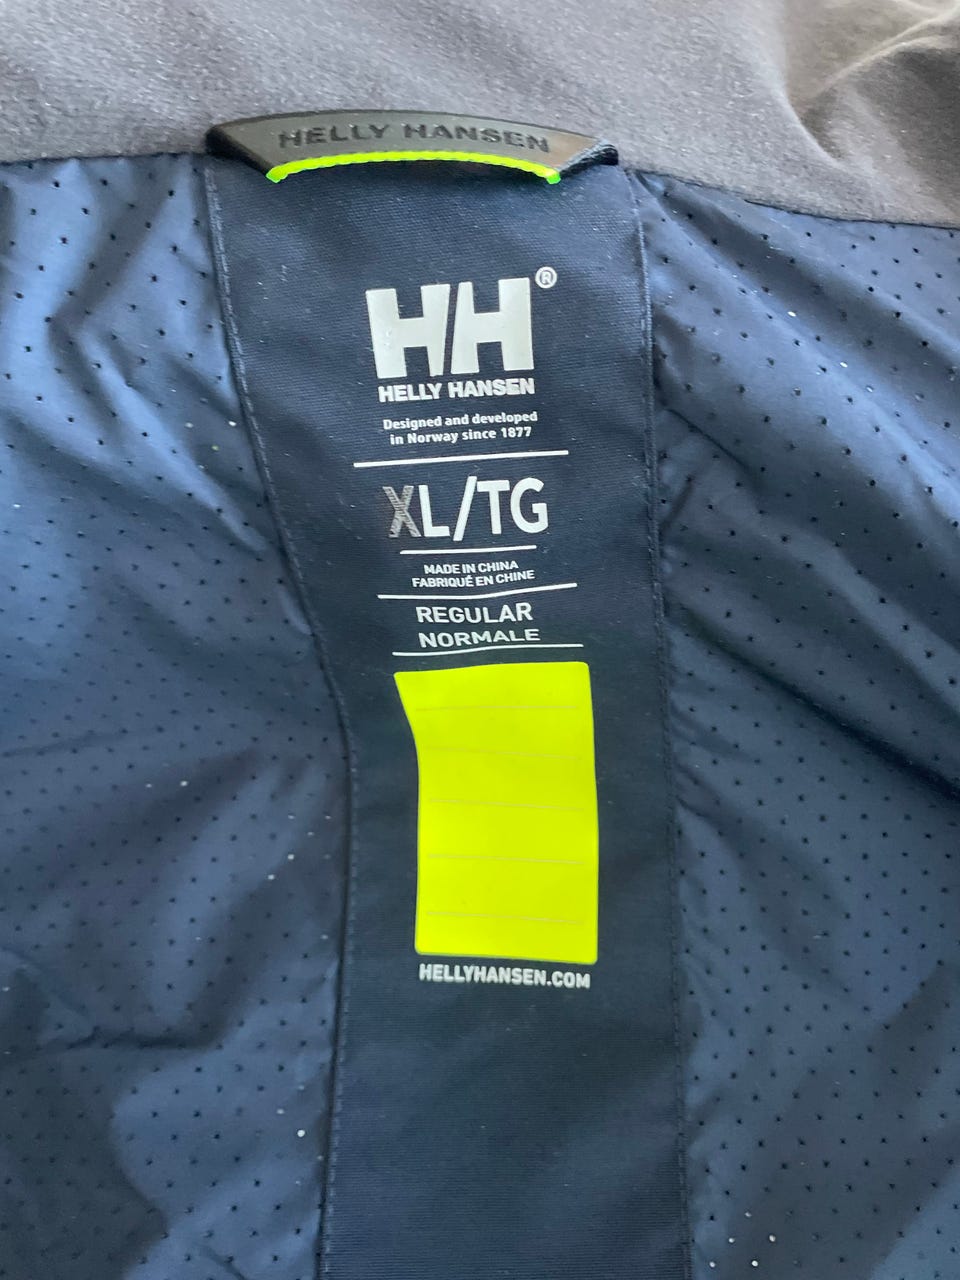 HELLY HANSEN
HH®
HELLY HANSEN
Designed and developed
in Norway since 1877
XL/TG
MADE IN CHINA
FABRIQUÉ EN CHINE
REGULAR
NORMALE
HELLYHANSEN.COM